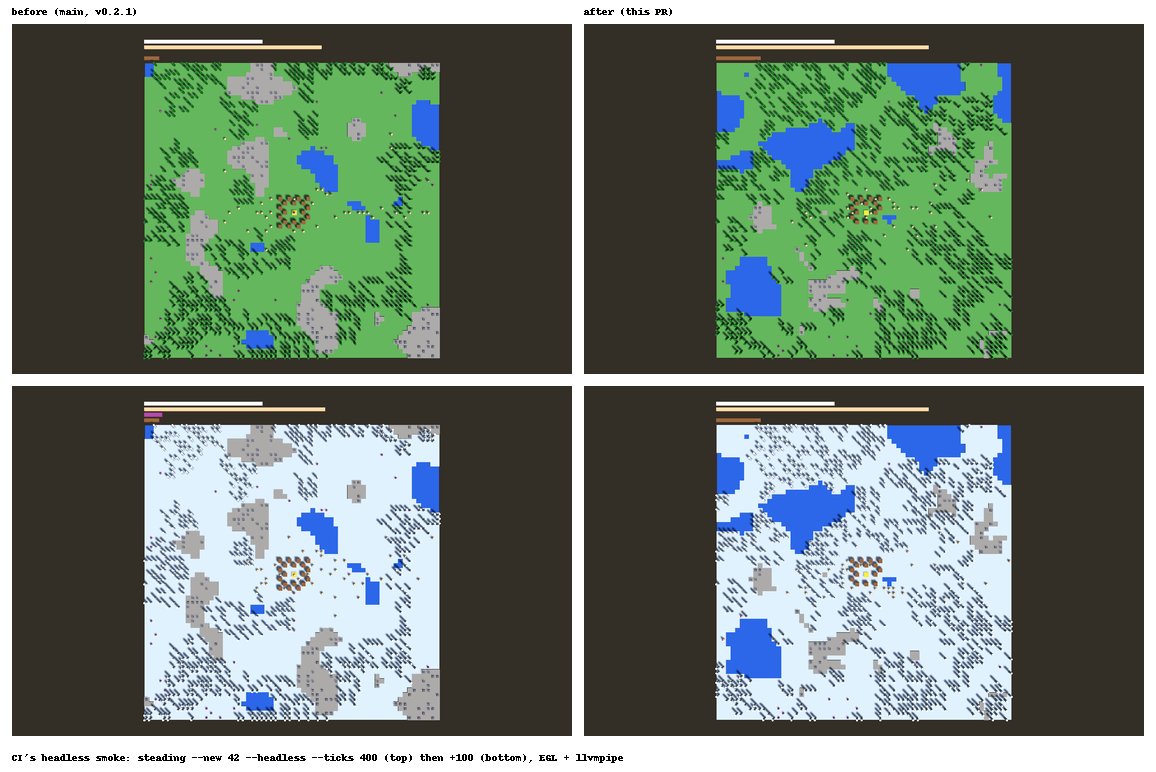 before (main, v0.2.1)
after (this PR)
CI's headless smoke: steading --new 42 --headless --ticks 400 (top) then +100 (bottom), EGL + llvmpipe